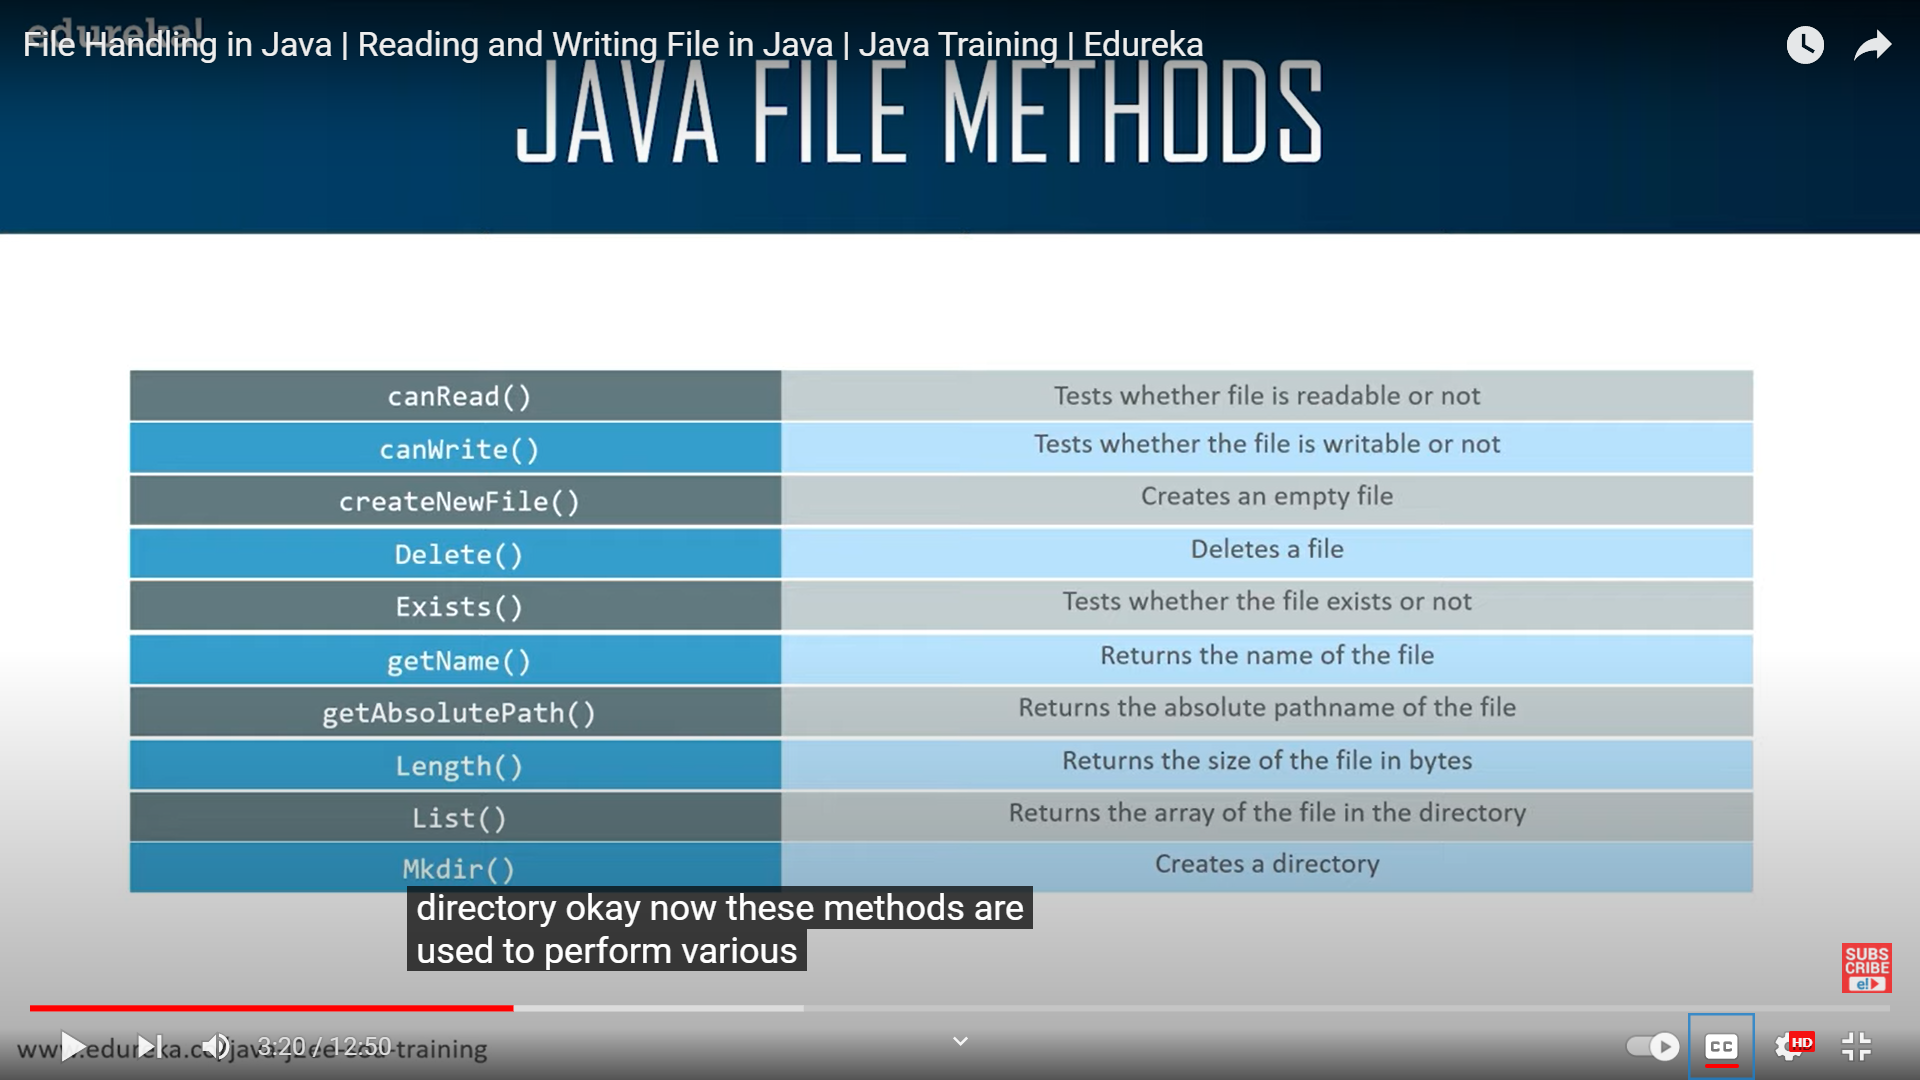 edureka!
File Handling in Java | Reading and Writing File in Java | Java Training | Edureka
JAVA FILE METHODS
canRead() Tests whether file is readable or not
canWrite() Tests whether the file is writable or not
createNewFile() Creates an empty file
Delete() Deletes a file
Exists() Tests whether the file exists or not
getName() Returns the name of the file
getAbsolutePath() Returns the absolute pathname of the file
Length() Returns the size of the file in bytes
List() Returns the array of the file in the directory
Mkdir() Creates a directory
directory okay now these methods are
used to perform various
SUBS
CRIBE
e!
3:20 / 12:50
www.edureka.co/java-j2ee-soa-training
CC
HD